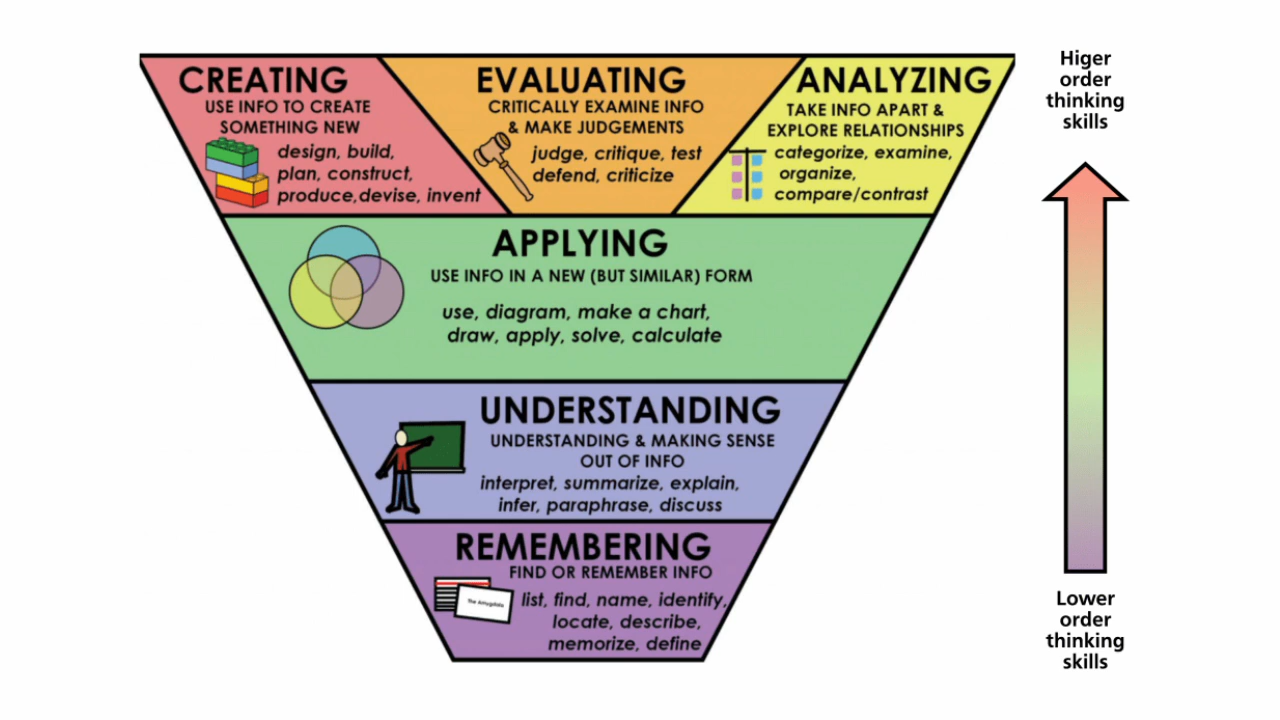 CREATING
USE INFO TO CREATE
SOMETHING NEW
design, build,
plan, construct,
produce,devise, invent
EVALUATING
CRITICALLY EXAMINE INFO
& MAKE JUDGEMENTS
judge, critique, test
defend, criticize
ANALYZING
TAKE INFO APART &
EXPLORE RELATIONSHIPS
categorize, examine,
organize,
compare/contrast
APPLYING
USE INFO IN A NEW (BUT SIMILAR) FORM
use, diagram, make a chart,
draw, apply, solve, calculate
UNDERSTANDING
UNDERSTANDING & MAKING SENSE
OUT OF INFO
interpret, summarize, explain,
infer, paraphrase, discuss
REMEMBERING
FIND OR REMEMBER INFO
The Amygdala
list, find, name, identify,
locate, describe,
memorize, define
Higer
order
thinking
skills
Lower
order
thinking
skills